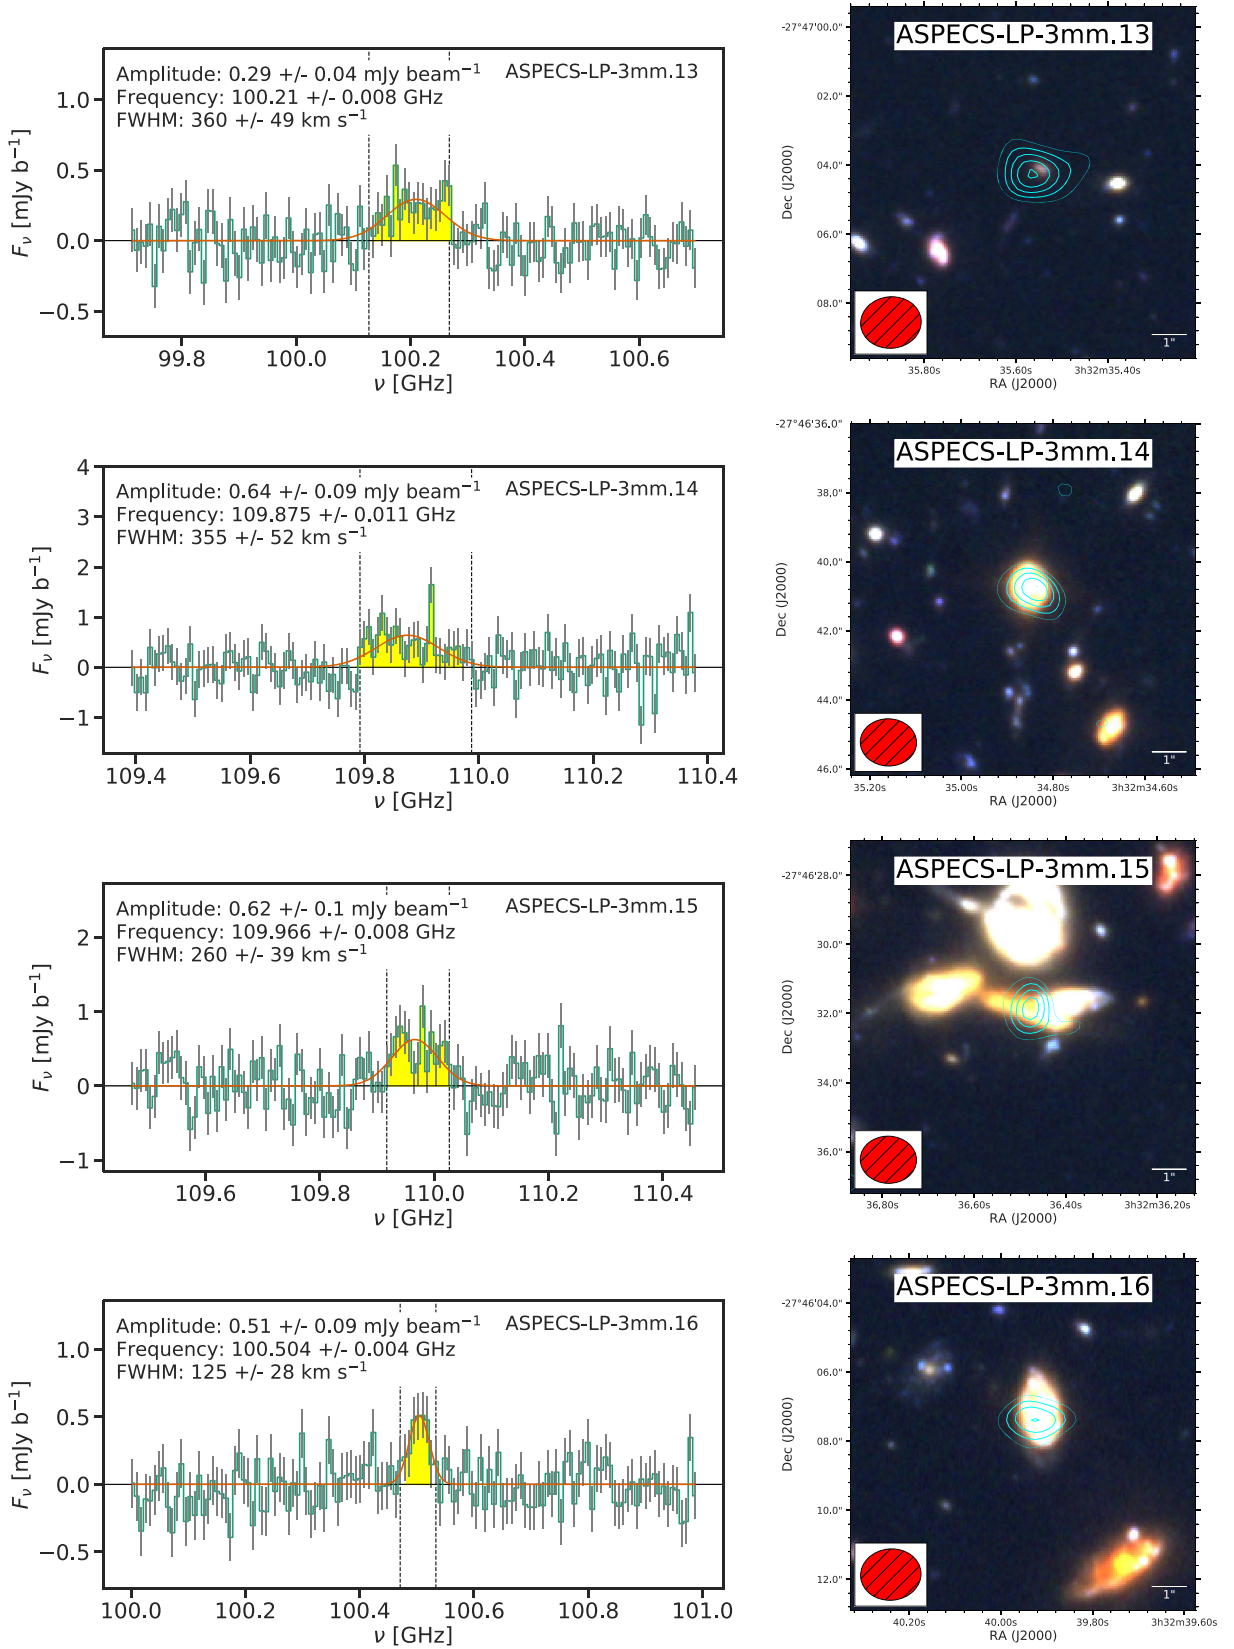 Amplitude: 0.29 +/- 0.04 mJy beam⁻¹ ASPECS-LP-3mm.13
Frequency: 100.21 +/- 0.008 GHz
FWHM: 360 +/- 49 km s⁻¹
1.0
0.5
0.0
−0.5
Fν [mJy b⁻¹]
99.8 100.0 100.2 100.4 100.6
ν [GHz]
ASPECS-LP-3mm.13
-27°47'00.0"
02.0"
04.0"
06.0"
08.0"
Dec (J2000)
1"
35.80s 35.60s 3h32m35.40s
RA (J2000)
Amplitude: 0.64 +/- 0.09 mJy beam⁻¹ ASPECS-LP-3mm.14
Frequency: 109.875 +/- 0.011 GHz
FWHM: 355 +/- 52 km s⁻¹
4
3
2
1
0
−1
Fν [mJy b⁻¹]
109.4 109.6 109.8 110.0 110.2 110.4
ν [GHz]
ASPECS-LP-3mm.14
-27°46'36.0"
38.0"
40.0"
42.0"
44.0"
46.0"
Dec (J2000)
1"
35.20s 35.00s 34.80s 3h32m34.60s
RA (J2000)
Amplitude: 0.62 +/- 0.1 mJy beam⁻¹ ASPECS-LP-3mm.15
Frequency: 109.966 +/- 0.008 GHz
FWHM: 260 +/- 39 km s⁻¹
2
1
0
−1
Fν [mJy b⁻¹]
109.6 109.8 110.0 110.2 110.4
ν [GHz]
ASPECS-LP-3mm.15
-27°46'28.0"
30.0"
32.0"
34.0"
36.0"
Dec (J2000)
1"
36.80s 36.60s 36.40s 3h32m36.20s
RA (J2000)
Amplitude: 0.51 +/- 0.09 mJy beam⁻¹ ASPECS-LP-3mm.16
Frequency: 100.504 +/- 0.004 GHz
FWHM: 125 +/- 28 km s⁻¹
1.0
0.5
0.0
−0.5
Fν [mJy b⁻¹]
100.0 100.2 100.4 100.6 100.8 101.0
ν [GHz]
ASPECS-LP-3mm.16
-27°46'04.0"
06.0"
08.0"
10.0"
12.0"
Dec (J2000)
1"
40.20s 40.00s 39.80s 3h32m39.60s
RA (J2000)